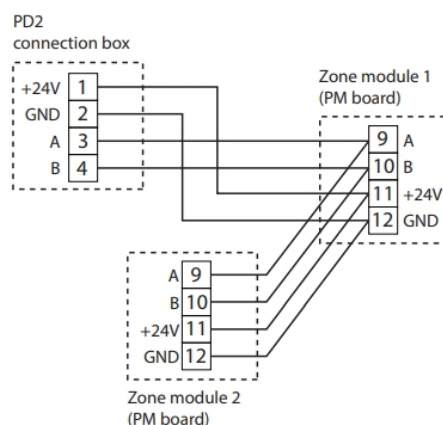 PD2
connection box
+24V 1
GND 2
A 3
B 4
Zone module 1
(PM board)
9 A
10 B
11 +24V
12 GND
A 9
B 10
+24V 11
GND 12
Zone module 2
(PM board)